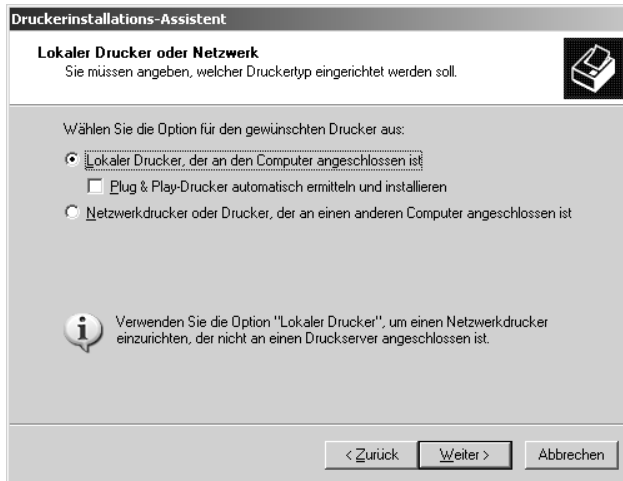 Druckerinstallations-Assistent
Lokaler Drucker oder Netzwerk
Sie müssen angeben, welcher Druckertyp eingerichtet werden soll.
Wählen Sie die Option für den gewünschten Drucker aus:
Lokaler Drucker, der an den Computer angeschlossen ist
Plug & Play-Drucker automatisch ermitteln und installieren
Netzwerkdrucker oder Drucker, der an einen anderen Computer angeschlossen ist
Verwenden Sie die Option "Lokaler Drucker", um einen Netzwerkdrucker
einzurichten, der nicht an einen Druckserver angeschlossen ist.
< Zurück Weiter > Abbrechen